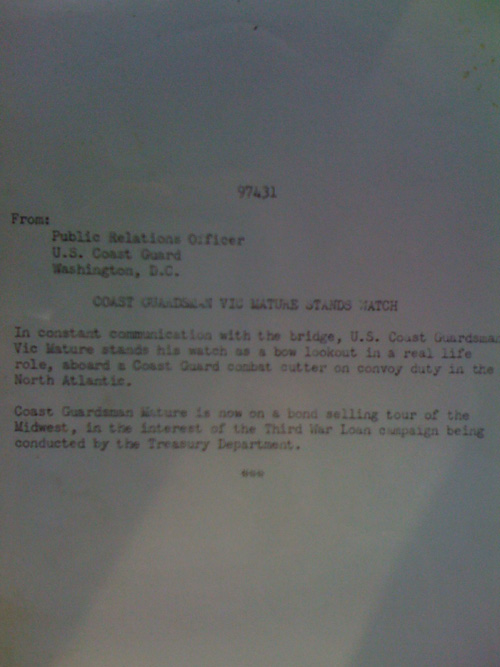 97431
From:
Public Relations Officer
U.S. Coast Guard
Washington, D.C.
COAST GUARDSMAN VIC MATURE STANDS WATCH
In constant communication with the bridge, U.S. Coast Guardsman
Vic Mature stands his watch as a bow lookout in a real life
role, aboard a Coast Guard combat cutter on convoy duty in the
North Atlantic.
Coast Guardsman Mature is now on a bond selling tour of the
Midwest, in the interest of the Third War Loan campaign being
conducted by the Treasury Department.